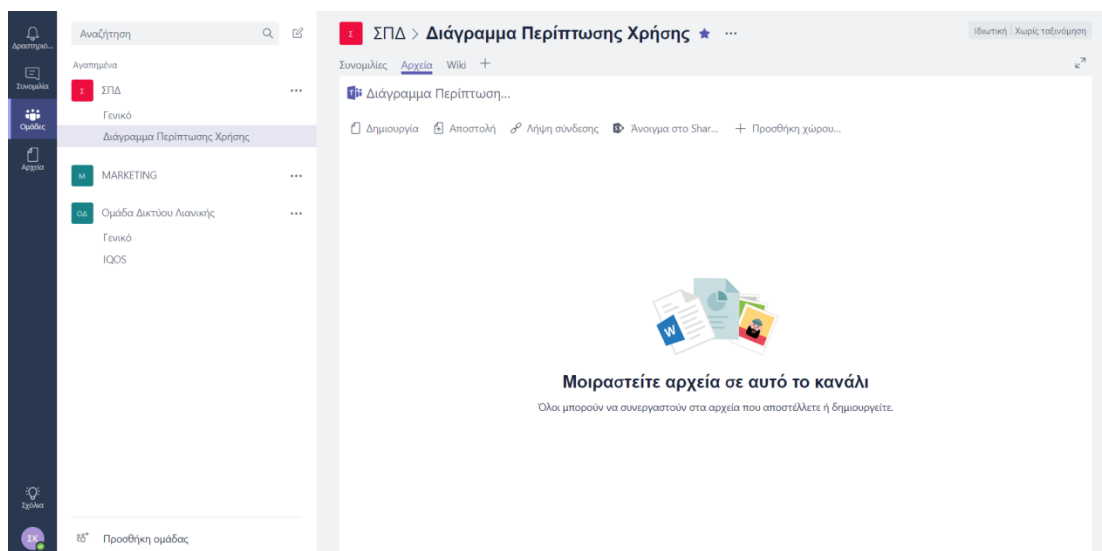 Δραστηριό...
Συνομιλία
Ομάδες
Αρχεία
Σχόλια
ΣΚ
Αναζήτηση
Αγαπημένα
Σ ΣΠΔ ...
Γενικό
Διάγραμμα Περίπτωσης Χρήσης
M MARKETING ...
ΟΔ Ομάδα Δικτύου Λιανικής ...
Γενικό
IQOS
Προσθήκη ομάδας
Σ ΣΠΔ > Διάγραμμα Περίπτωσης Χρήσης ...
Ιδιωτική | Χωρίς ταξινόμηση
Συνομιλίες Αρχεία Wiki +
Διάγραμμα Περίπτωση...
Δημιουργία Αποστολή Λήψη σύνδεσης Άνοιγμα στο Shar... + Προσθήκη χώρου...
W
Μοιραστείτε αρχεία σε αυτό το κανάλι
Όλοι μπορούν να συνεργαστούν στα αρχεία που αποστέλλετε ή δημιουργείτε.